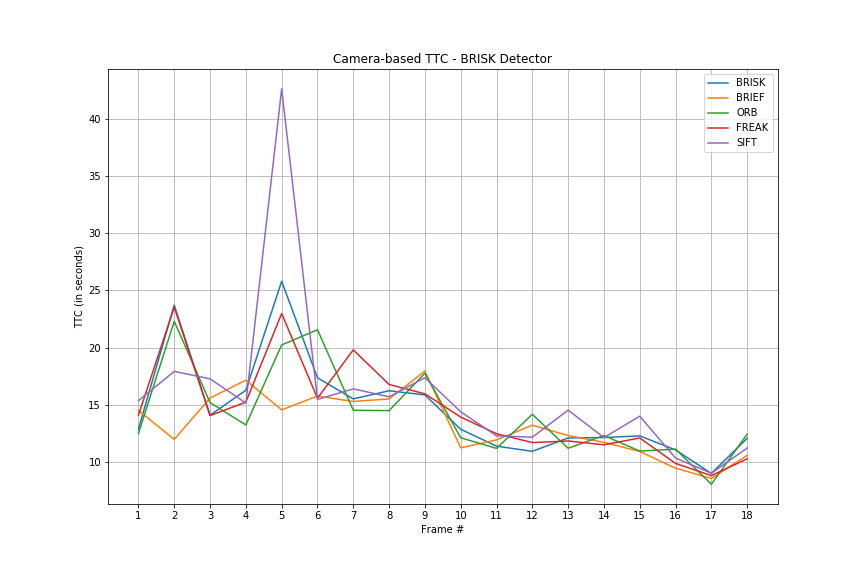 Camera-based TTC - BRISK Detector
BRISK
BRIEF
ORB
FREAK
SIFT
TTC (in seconds)
40
35
30
25
20
15
10
1 2 3 4 5 6 7 8 9 10 11 12 13 14 15 16 17 18
Frame #